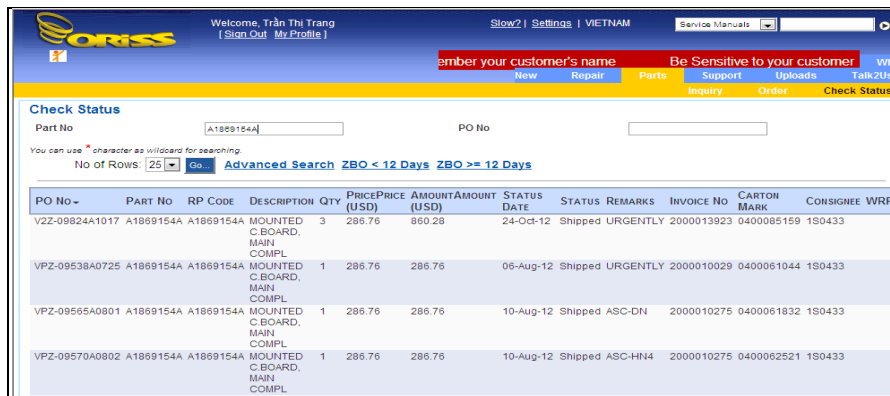 ORISS
Welcome, Trần Thị Trang
[ Sign Out My Profile ]
Slow? | Settings | VIETNAM
Service Manuals
ember your customer's name Be Sensitive to your customer
New Repair Parts Support Uploads Talk2Us
Inquiry Order Check Status
Check Status
Part No A1869154A PO No
You can use * character as wildcard for searching.
No of Rows: 25 Go... Advanced Search ZBO < 12 Days ZBO >= 12 Days
PO No Part No RP Code Description Qty PricePrice (USD) AmountAmount (USD) Status Date Status Remarks Invoice No Carton Mark Consignee WRP
V2Z-09824A1017 A1869154A A1869154A MOUNTED 3 286.76 860.28 24-Oct-12 Shipped URGENTLY 2000013923 0400085159 1S0433
C.BOARD,
MAIN
COMPL
VPZ-09538A0725 A1869154A A1869154A MOUNTED 1 286.76 286.76 06-Aug-12 Shipped URGENTLY 2000010029 0400061044 1S0433
C.BOARD,
MAIN
COMPL
VPZ-09565A0801 A1869154A A1869154A MOUNTED 1 286.76 286.76 10-Aug-12 Shipped ASC-DN 2000010275 0400061832 1S0433
C.BOARD,
MAIN
COMPL
VPZ-09570A0802 A1869154A A1869154A MOUNTED 1 286.76 286.76 10-Aug-12 Shipped ASC-HN4 2000010275 0400062521 1S0433
C.BOARD,
MAIN
COMPL